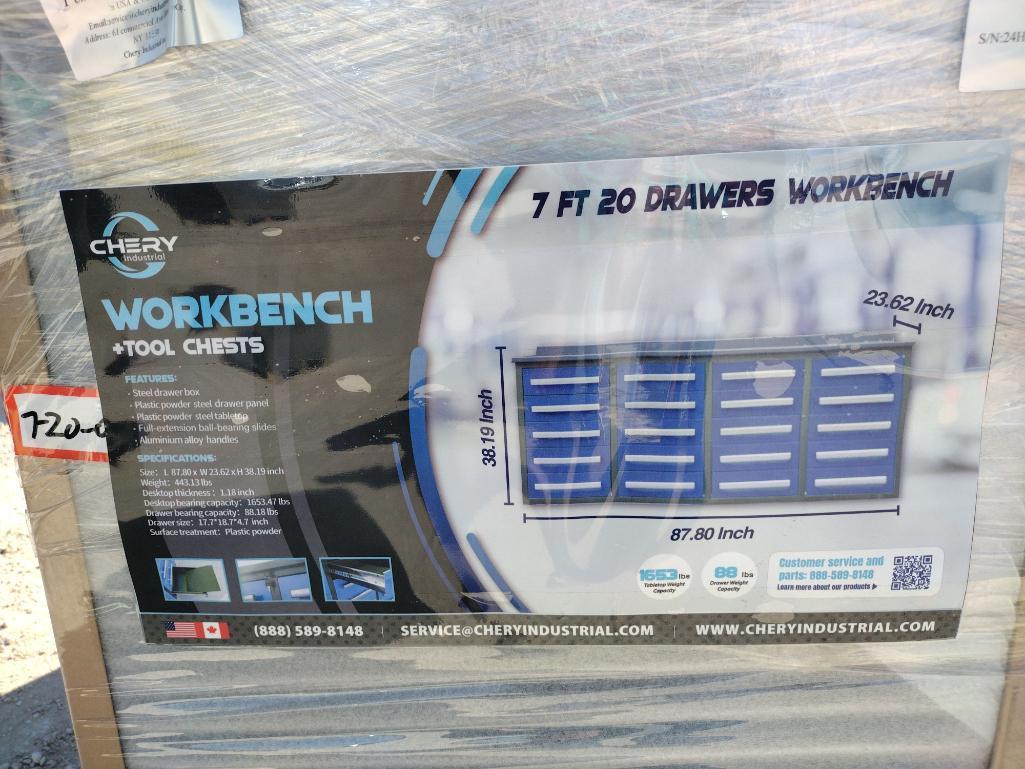 Address: 61 commercial
NY
Chery Industrial
S/N:24H
7 FT 20 DRAWERS WORKBENCH
CHERY
Industrial
WORKBENCH
+TOOL CHESTS
FEATURES:
· Steel drawer box
· Plastic powder steel drawer panel
· Plastic powder steel tabletop
· Full-extension ball-bearing slides
· Aluminium alloy handles
SPECIFICATIONS:
Size: L 87.80 x W 23.62 x H 38.19 inch
Weight: 443.13 lbs
Desktop thickness: 1.18 inch
Desktop bearing capacity: 1653.47 lbs
Drawer bearing capacity: 88.18 lbs
Drawer size: 17.7*18.7*4.7 inch
Surface treatment: Plastic powder
7-20-
23.62 Inch
38.19 Inch
87.80 Inch
1653 lbs
Tabletop Weight
Capacity
88 lbs
Drawer Weight
Capacity
Customer service and
parts: 888-589-8148
Learn more about our products ▶
(888) 589-8148 | SERVICE@CHERYINDUSTRIAL.COM | WWW.CHERYINDUSTRIAL.COM